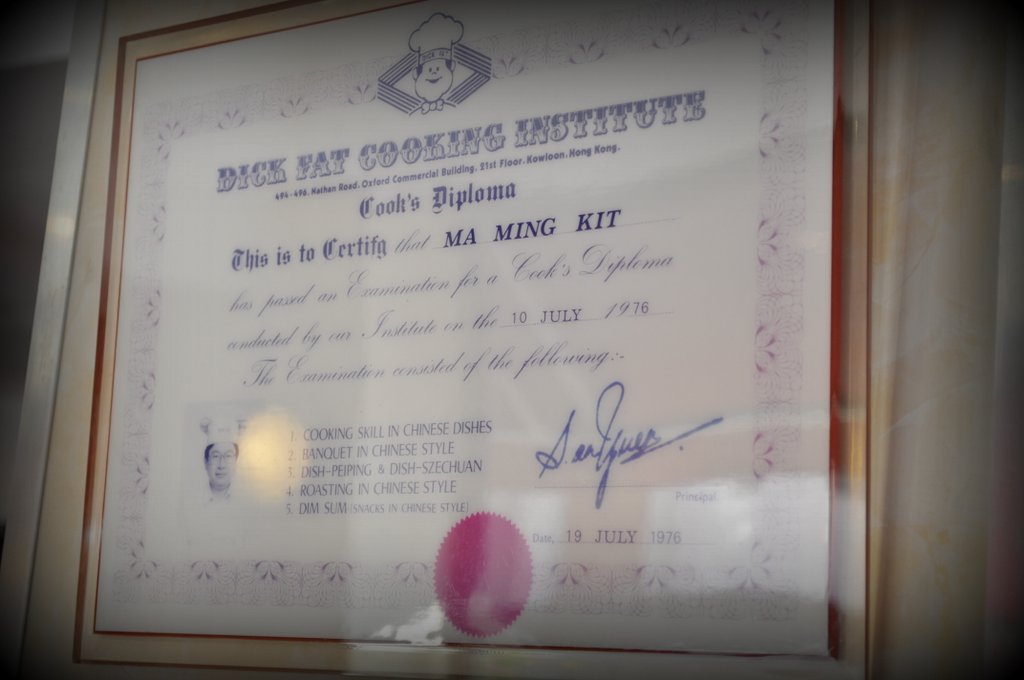 DICK FAT
DICK FAT COOKING INSTITUTE
494-496, Nathan Road, Oxford Commercial Building, 21st Floor, Kowloon, Hong Kong.
Cook's Diploma
This is to Certify that MA MING KIT
has passed an Examination for a Cook's Diploma
conducted by our Institute on the 10 JULY 1976
The Examination consisted of the following:-
1. COOKING SKILL IN CHINESE DISHES
2. BANQUET IN CHINESE STYLE
3. DISH-PEIPING & DISH-SZECHUAN
4. ROASTING IN CHINESE STYLE
5. DIM SUM (SNACKS IN CHINESE STYLE)
Principal.
Date, 19 JULY 1976